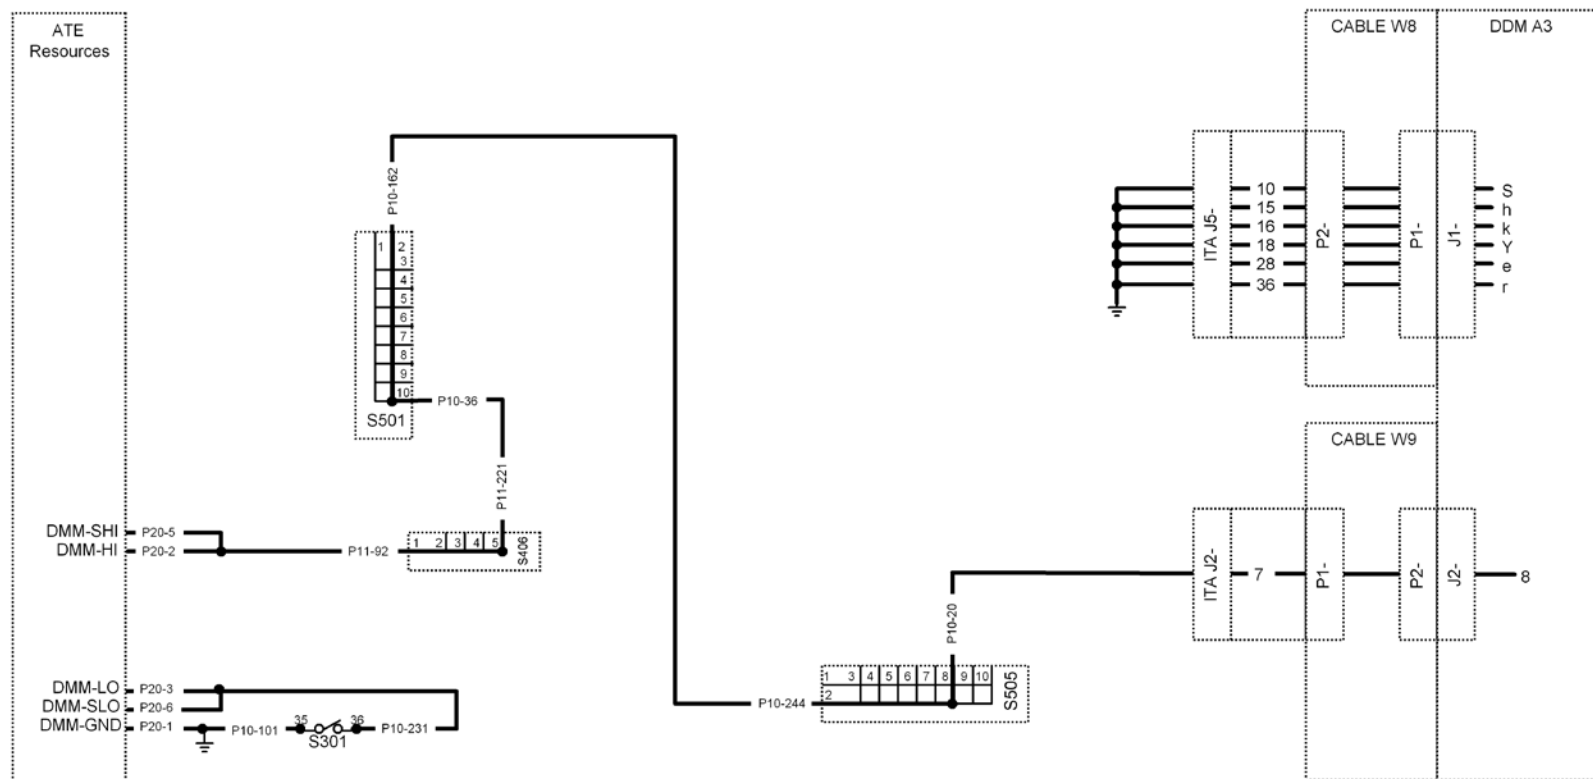 ATE
Resources
CABLE W8
DDM A3
P10-162
1
2
3
4
5
6
7
8
9
10
S501
P10-36
P11-221
ITA J5-
10
15
16
18
28
36
P2-
P1-
J1-
S
h
k
Y
e
r
CABLE W9
DMM-SHI
P20-5
DMM-HI
P20-2
P11-92
1
2
3
4
5
S406
ITA J2-
7
P1-
P2-
J2-
8
P10-20
DMM-LO
P20-3
DMM-SLO
P20-6
DMM-GND
P20-1
P10-101
35
36
S301
P10-231
P10-244
1
3
4
5
6
7
8
9
10
2
S505